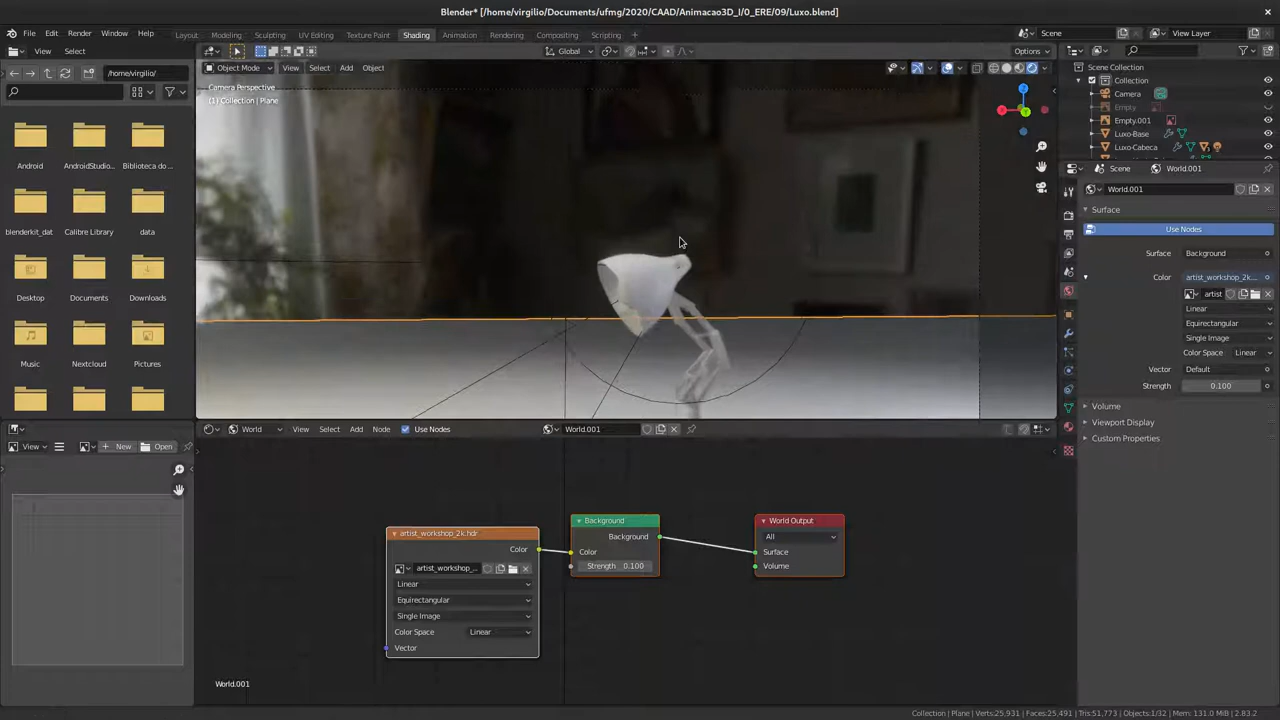 Blender* [/home/virgilio/Documents/ufmg/2020/CAAD/Animacao3D_I/0_ERE/09/Luxo.blend]
File Edit Render Window Help
Layout Modeling Sculpting UV Editing Texture Paint Shading Animation Rendering Compositing Scripting
Scene
View Layer
View Select
Global
Options
/home/virgilio/
Object Mode View Select Add Object
Camera Perspective
(1) Collection | Plane
Scene Collection
Collection
Camera
Empty
Empty.001
Luxo-Base
Luxo-Cabeca
Android
AndroidStudio...
Biblioteca do ...
blenderkit_dat
Calibre Library
data
Desktop
Documents
Downloads
Music
Nextcloud
Pictures
Scene
World.001
World.001
Surface
Use Nodes
Surface Background
Color artist_workshop_2k...
artist
Linear
Equirectangular
Single Image
Color Space Linear
Vector Default
Strength 0.100
Volume
Viewport Display
Custom Properties
View New Open
World View Select Add Node Use Nodes World.001
artist_workshop_2k.hdr
Color
artist_workshop_...
Linear
Equirectangular
Single Image
Color Space Linear
Vector
Background
Background
Color
Strength 0.100
World Output
All
Surface
Volume
World.001
Collection | Plane | Verts:25,931 | Faces:25,491 | Tris:51,773 | Objects:1/32 | Mem: 131.0 MiB | 2.83.2